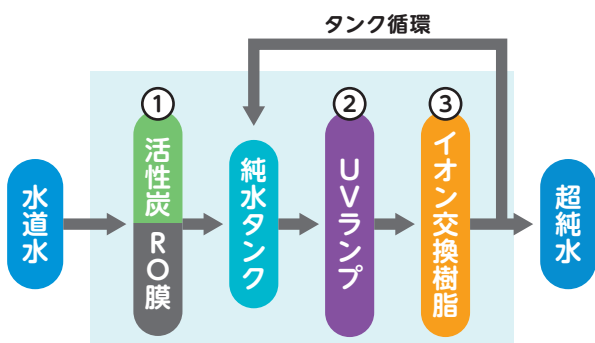 タンク循環
水道水
①
活性炭
RO膜
純水タンク
②
UVランプ
③
イオン交換樹脂
超純水